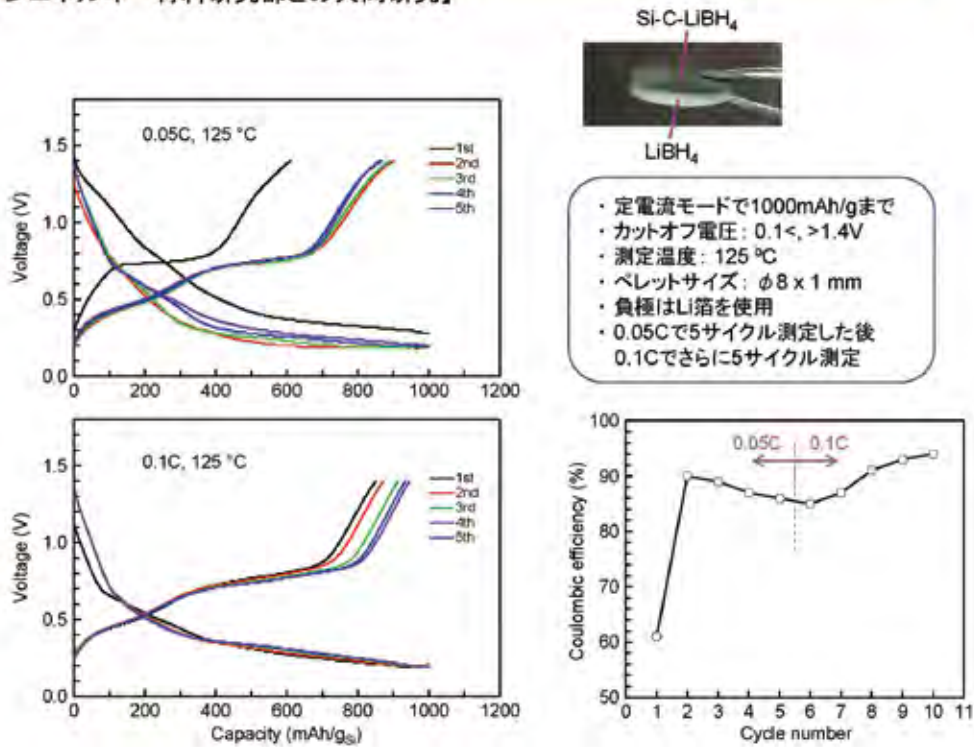 Si-C-LiBH₄
LiBH₄
0.05C, 125 °C
1st
2nd
3rd
4th
5th
Voltage (V)
1.5
1.0
0.5
0.0
0 200 400 600 800 1000 1200
・定電流モードで1000mAh/gまで
・カットオフ電圧: 0.1<, >1.4V
・測定温度: 125 ºC
・ペレットサイズ: φ8 x 1 mm
・負極はLi箔を使用
・0.05Cで5サイクル測定した後
0.1Cでさらに5サイクル測定
0.1C, 125 °C
1st
2nd
3rd
4th
5th
Voltage (V)
1.5
1.0
0.5
0.0
0 200 400 600 800 1000 1200
Capacity (mAh/gSi)
0.05C 0.1C
Coulombic efficiency (%)
100
90
80
70
60
50
0 1 2 3 4 5 6 7 8 9 10 11
Cycle number